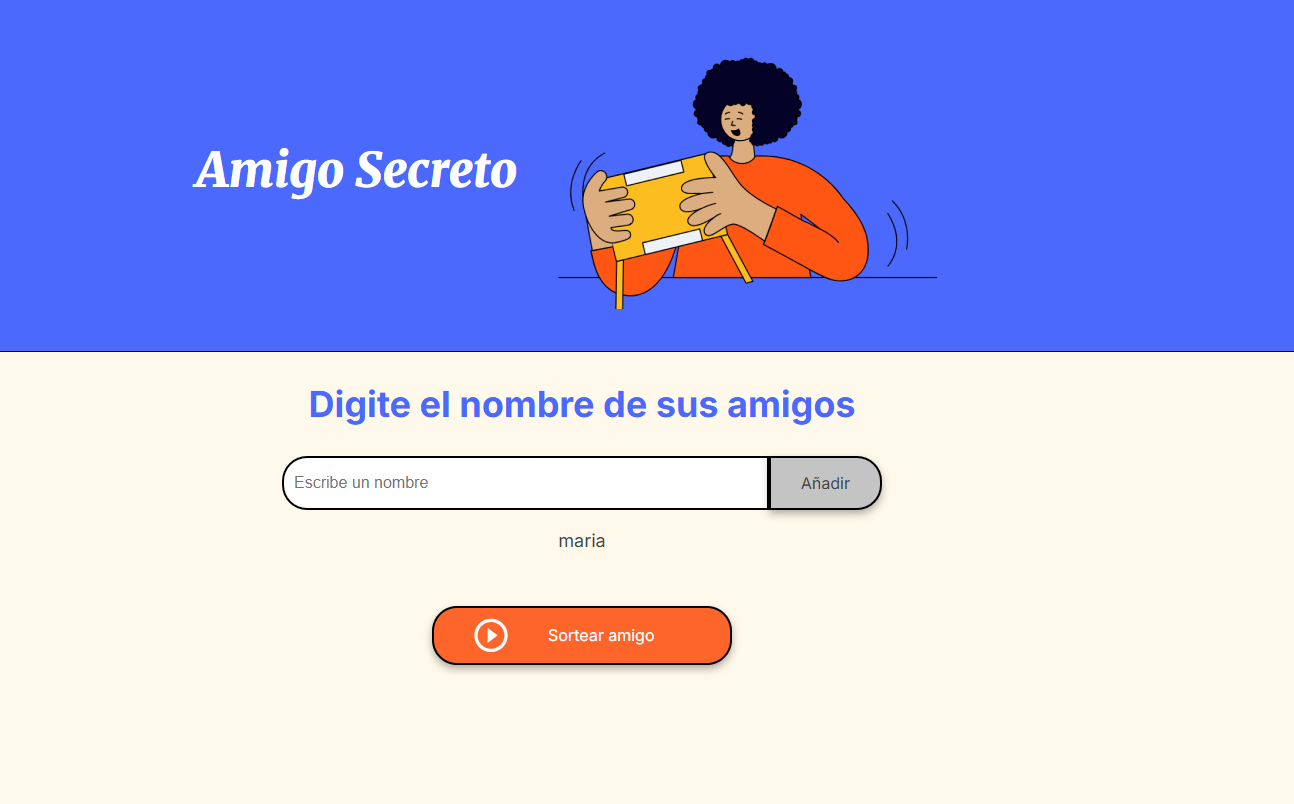 Amigo Secreto
Digite el nombre de sus amigos
Escribe un nombre
Añadir
maria
Sortear amigo